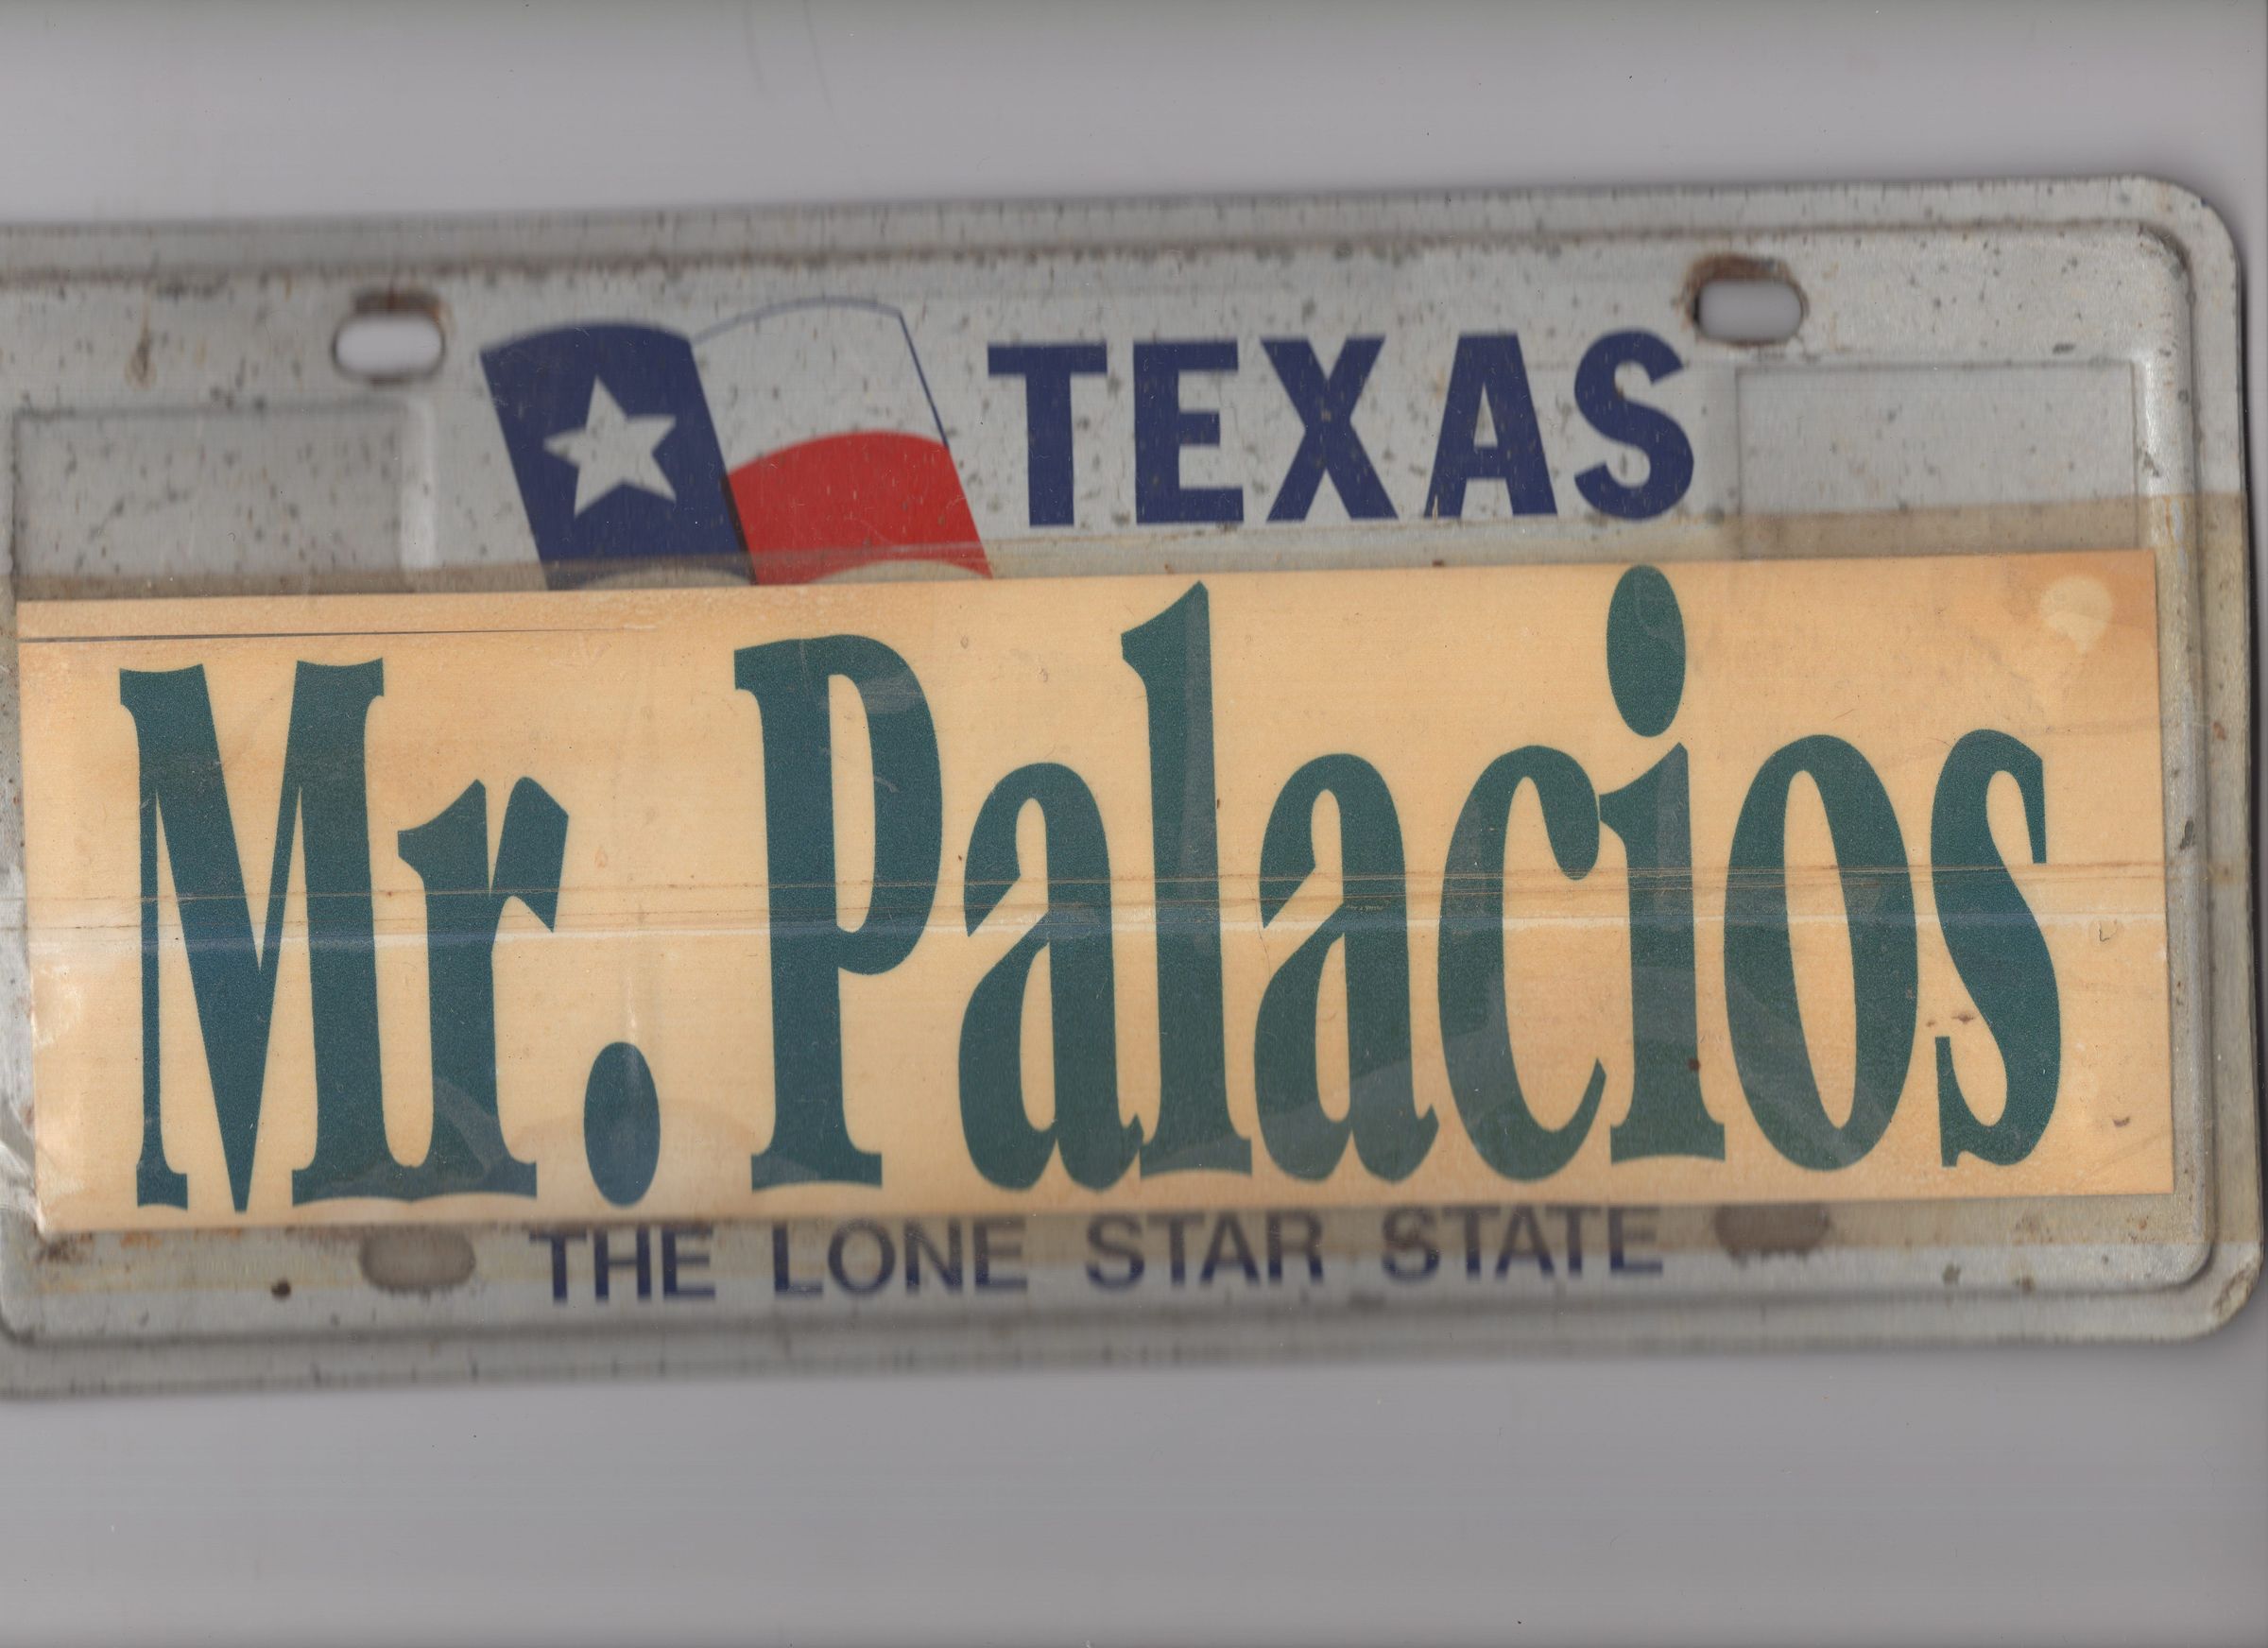 TEXAS
Mr. Palacios
THE LONE STAR STATE